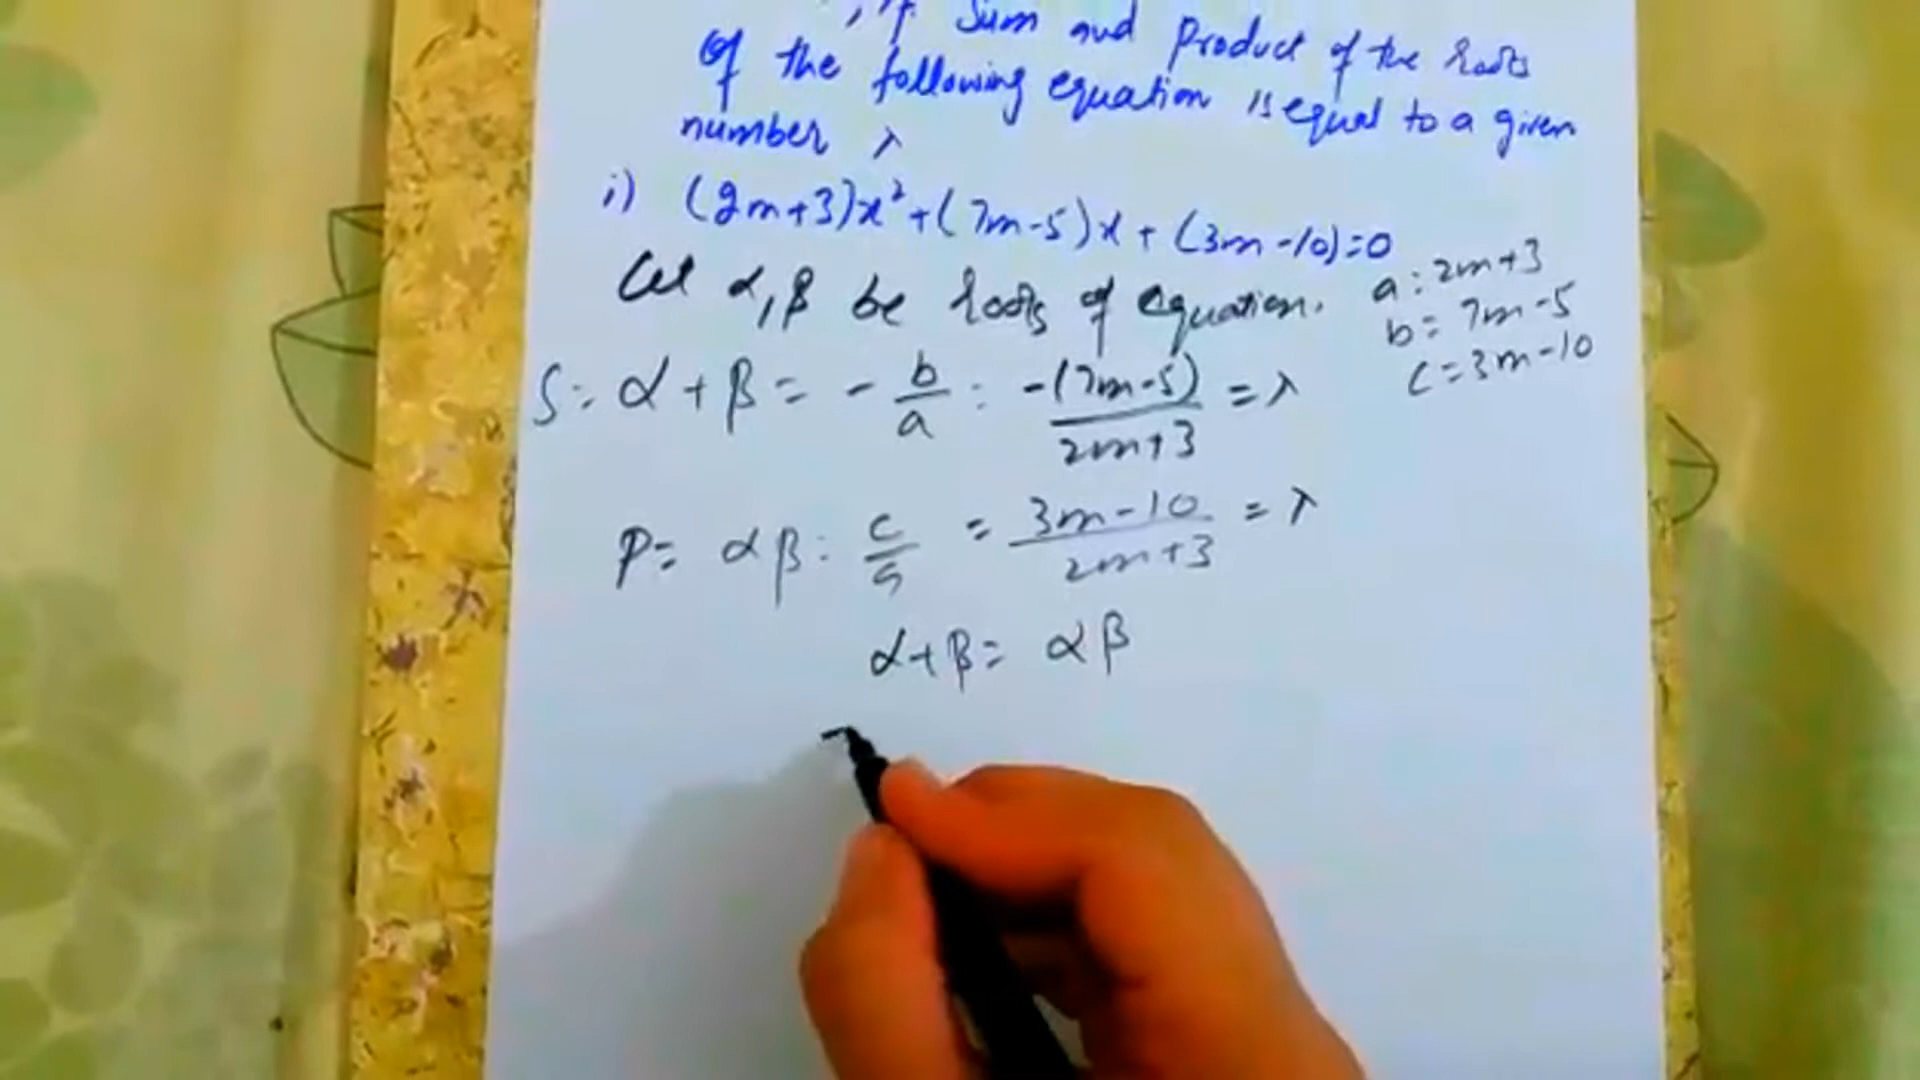 , if Sum and Product of the Roots
of the following equation is equal to a given
number λ
i) (2m+3)x²+(7m-5)x+(3m-10)=0
Let α,β be Roots of equation.
a: 2m+3
b= 7m-5
c=3m-10
S: α+β= -b/a : -(7m-5)/2m+3 =λ
P= αβ: c/a = 3m-10/2m+3 =λ
α+β= αβ